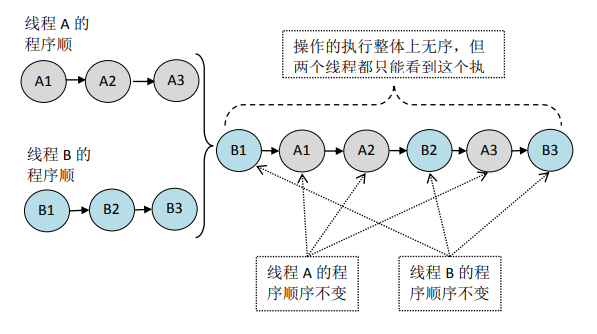 线程 A 的
程序顺
A1
A2
A3
线程 B 的
程序顺
B1
B2
B3
操作的执行整体上无序，但
两个线程都只能看到这个执
B1
A1
A2
B2
A3
B3
线程 A 的程
序顺序不变
线程 B 的程
序顺序不变